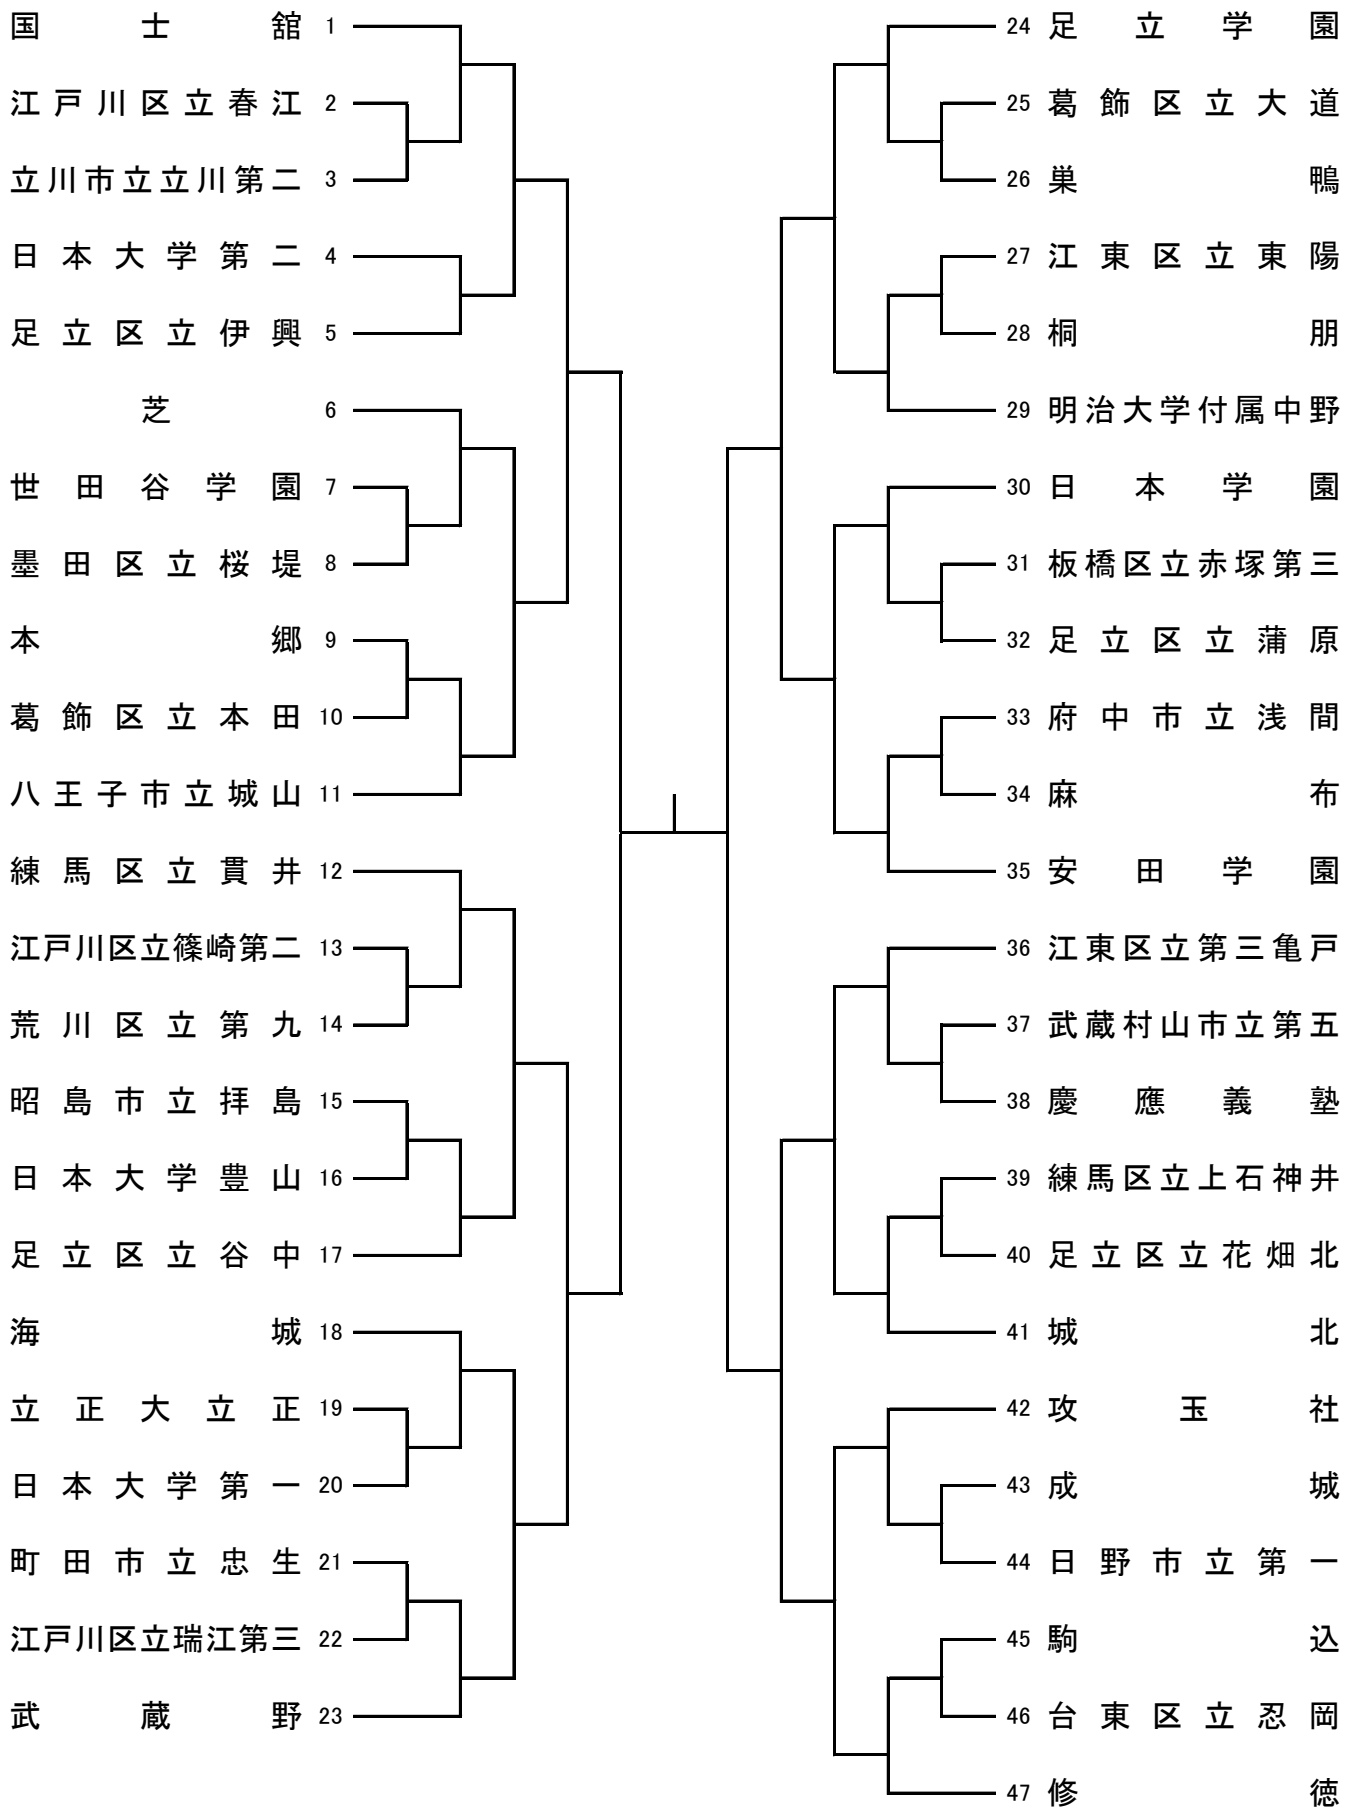 国士舘 1
江戸川区立春江 2
立川市立立川第二 3
日本大学第二 4
足立区立伊興 5
芝 6
世田谷学園 7
墨田区立桜堤 8
本郷 9
葛飾区立本田 10
八王子市立城山 11
練馬区立貫井 12
江戸川区立篠崎第二 13
荒川区立第九 14
昭島市立拝島 15
日本大学豊山 16
足立区立谷中 17
海城 18
立正大立正 19
日本大学第一 20
町田市立忠生 21
江戸川区立瑞江第三 22
武蔵野 23
24 足立学園
25 葛飾区立大道
26 巣鴨
27 江東区立東陽
28 桐朋
29 明治大学付属中野
30 日本学園
31 板橋区立赤塚第三
32 足立区立蒲原
33 府中市立浅間
34 麻布
35 安田学園
36 江東区立第三亀戸
37 武蔵村山市立第五
38 慶應義塾
39 練馬区立上石神井
40 足立区立花畑北
41 城北
42 攻玉社
43 成城
44 日野市立第一
45 駒込
46 台東区立忍岡
47 修徳